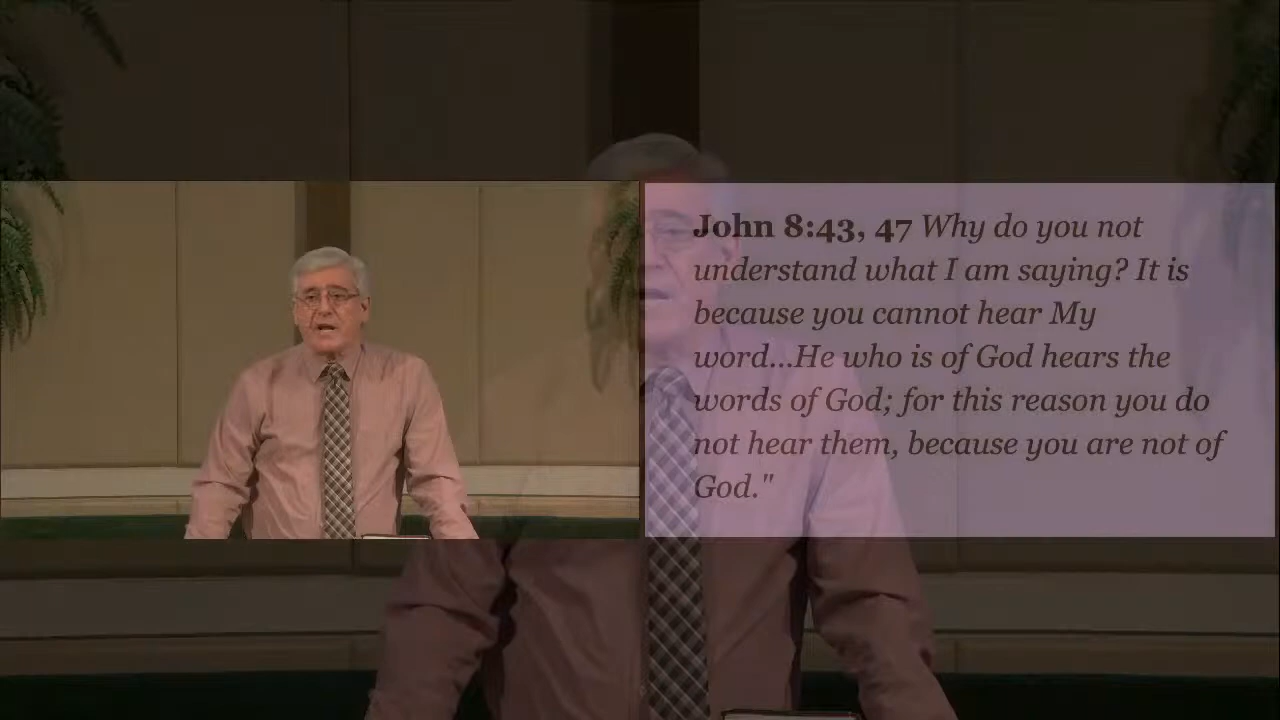 John 8:43, 47 Why do you not
understand what I am saying? It is
because you cannot hear My
word...He who is of God hears the
words of God; for this reason you do
not hear them, because you are not of
God."